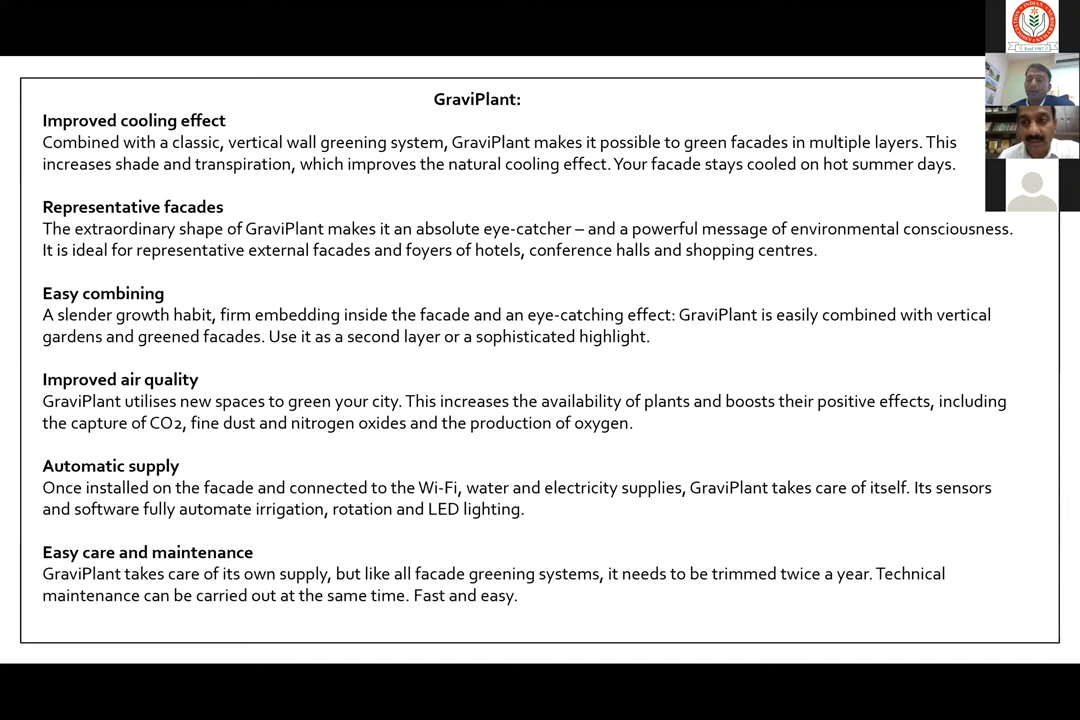 GraviPlant:
Improved cooling effect
Combined with a classic, vertical wall greening system, GraviPlant makes it possible to green facades in multiple layers. This
increases shade and transpiration, which improves the natural cooling effect. Your facade stays cooled on hot summer days.
Representative facades
The extraordinary shape of GraviPlant makes it an absolute eye-catcher – and a powerful message of environmental consciousness.
It is ideal for representative external facades and foyers of hotels, conference halls and shopping centres.
Easy combining
A slender growth habit, firm embedding inside the facade and an eye-catching effect: GraviPlant is easily combined with vertical
gardens and greened facades. Use it as a second layer or a sophisticated highlight.
Improved air quality
GraviPlant utilises new spaces to green your city. This increases the availability of plants and boosts their positive effects, including
the capture of CO2, fine dust and nitrogen oxides and the production of oxygen.
Automatic supply
Once installed on the facade and connected to the Wi-Fi, water and electricity supplies, GraviPlant takes care of itself. Its sensors
and software fully automate irrigation, rotation and LED lighting.
Easy care and maintenance
GraviPlant takes care of its own supply, but like all facade greening systems, it needs to be trimmed twice a year. Technical
maintenance can be carried out at the same time. Fast and easy.
INDIAN NURSERYMEN ASSOCIATION
Estd 1987